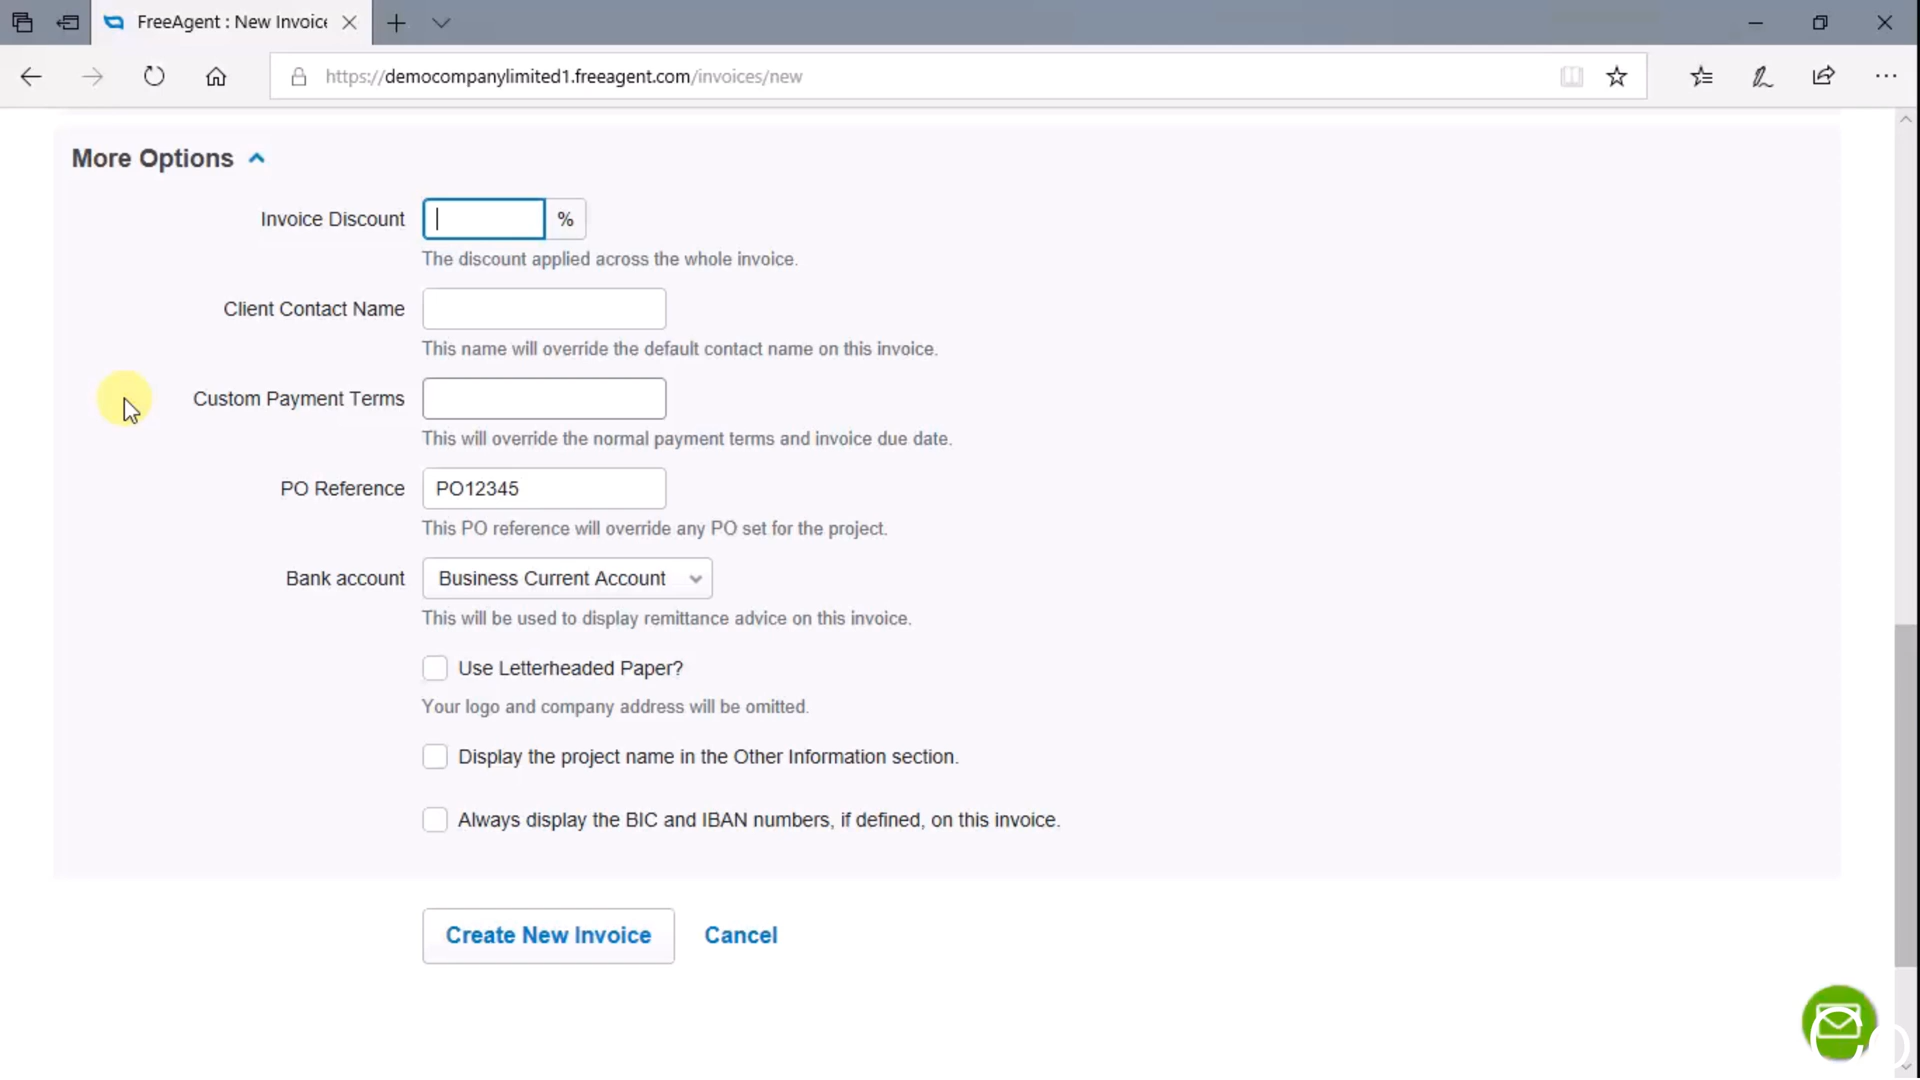 FreeAgent : New Invoice
https://democompanylimited1.freeagent.com/invoices/new
More Options
Invoice Discount %
The discount applied across the whole invoice.
Client Contact Name
This name will override the default contact name on this invoice.
Custom Payment Terms
This will override the normal payment terms and invoice due date.
PO Reference PO12345
This PO reference will override any PO set for the project.
Bank account Business Current Account
This will be used to display remittance advice on this invoice.
Use Letterheaded Paper?
Your logo and company address will be omitted.
Display the project name in the Other Information section.
Always display the BIC and IBAN numbers, if defined, on this invoice.
Create New Invoice Cancel